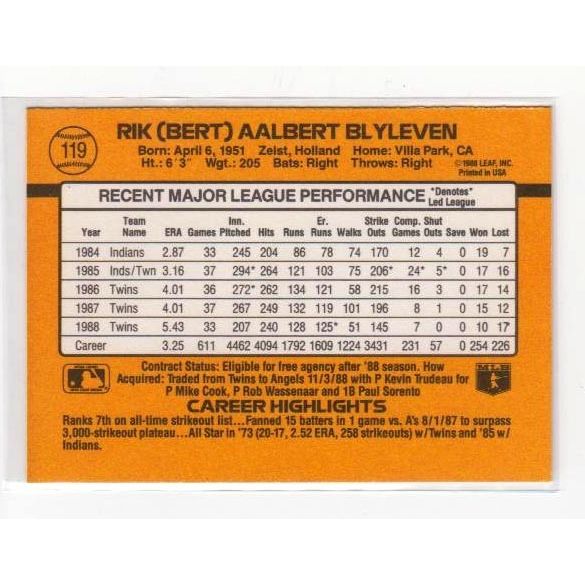 119
RIK (BERT) AALBERT BLYLEVEN
Born: April 6, 1951 Zeist, Holland Home: Villa Park, CA
Ht.: 6'3" Wgt.: 205 Bats: Right Throws: Right
©1988 LEAF, INC.
Printed in USA
RECENT MAJOR LEAGUE PERFORMANCE *Denotes* Led League
Year Team Name ERA Games Inn. Pitched Hits Runs Er. Runs Walks Strike Outs Comp. Games Shut Outs Save Won Lost
1984 Indians 2.87 33 245 204 86 78 74 170 12 4 0 19 7
1985 Inds/Twn 3.16 37 294* 264 121 103 75 206* 24* 5* 0 17 16
1986 Twins 4.01 36 272* 262 134 121 58 215 16 3 0 17 14
1987 Twins 4.01 37 267 249 132 119 101 196 8 1 0 15 12
1988 Twins 5.43 33 207 240 128 125* 51 145 7 0 0 10 17*
Career 3.25 611 4462 4094 1792 1609 1224 3431 231 57 0 254 226
Contract Status: Eligible for free agency after '88 season. How
Acquired: Traded from Twins to Angels 11/3/88 with P Kevin Trudeau for
P Mike Cook, P Rob Wassenaar and 1B Paul Sorento
MLB
CAREER HIGHLIGHTS
Ranks 7th on all-time strikeout list...Fanned 15 batters in 1 game vs. A's 8/1/87 to surpass
3,000-strikeout plateau...All Star in '73 (20-17, 2.52 ERA, 258 strikeouts) w/Twins and '85 w/
Indians.